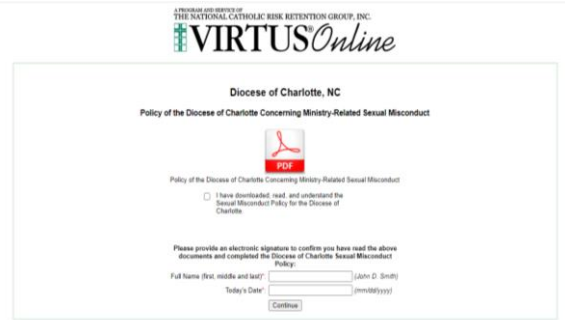 A PROGRAM AND SERVICE OF
THE NATIONAL CATHOLIC RISK RETENTION GROUP, INC.
VIRTUS® Online
Diocese of Charlotte, NC
Policy of the Diocese of Charlotte Concerning Ministry-Related Sexual Misconduct
PDF
Policy of the Diocese of Charlotte Concerning Ministry-Related Sexual Misconduct
I have downloaded, read, and understand the
Sexual Misconduct Policy for the Diocese of
Charlotte.
Please provide an electronic signature to confirm you have read the above
documents and completed the Diocese of Charlotte Sexual Misconduct
Policy:
Full Name (first, middle and last)*: (John D. Smith)
Today's Date*: (mm/dd/yyyy)
Continue